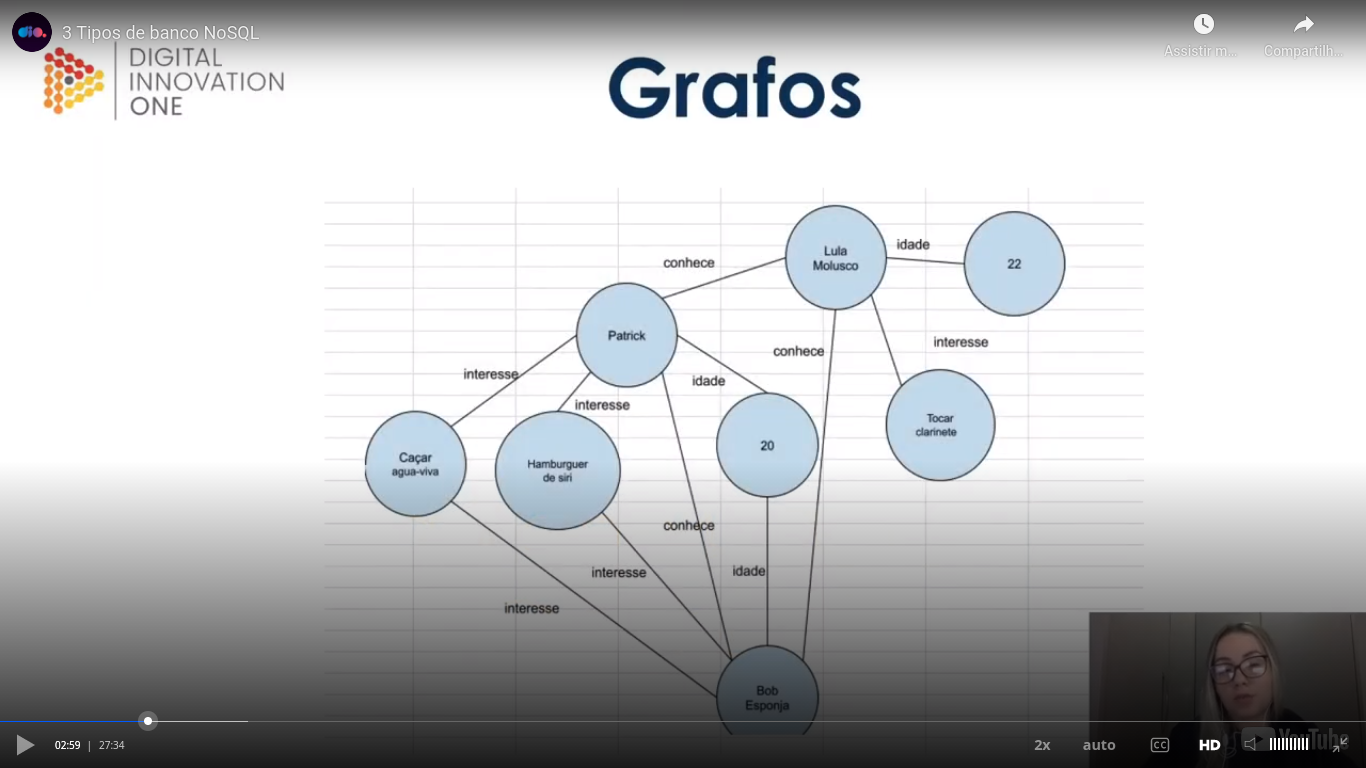 3 Tipos de banco NoSQL
Assistir m...
Compartilh...
DIGITAL
INNOVATION
ONE
Grafos
Lula
Molusco
idade
22
conhece
Patrick
interesse
conhece
interesse
idade
interesse
Caçar
agua-viva
Hamburguer
de siri
20
Tocar
clarinete
conhece
interesse
idade
interesse
Bob
Esponja
02:59 | 27:34
2x
auto
CC
HD
YouTube